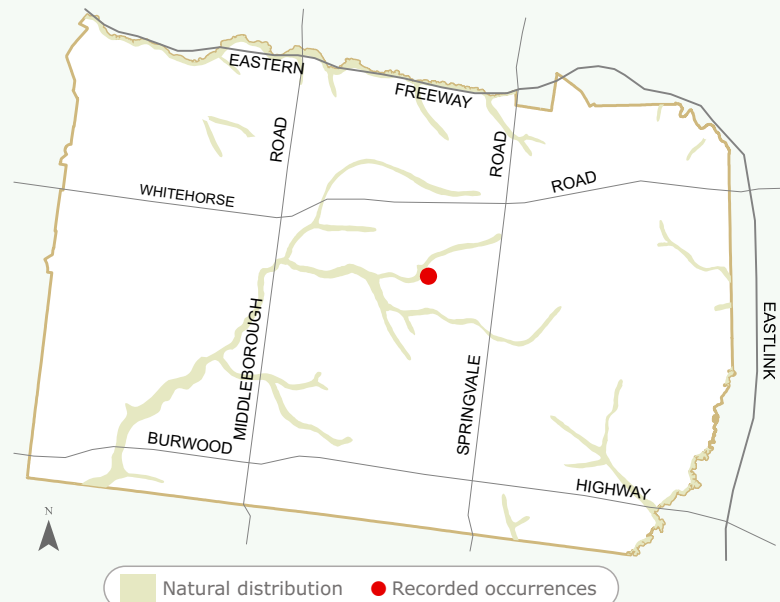 EASTERN
FREEWAY
ROAD
ROAD
WHITEHORSE
ROAD
MIDDLEBOROUGH
EASTLINK
SPRINGVALE
BURWOOD
HIGHWAY
N
Natural distribution
Recorded occurrences